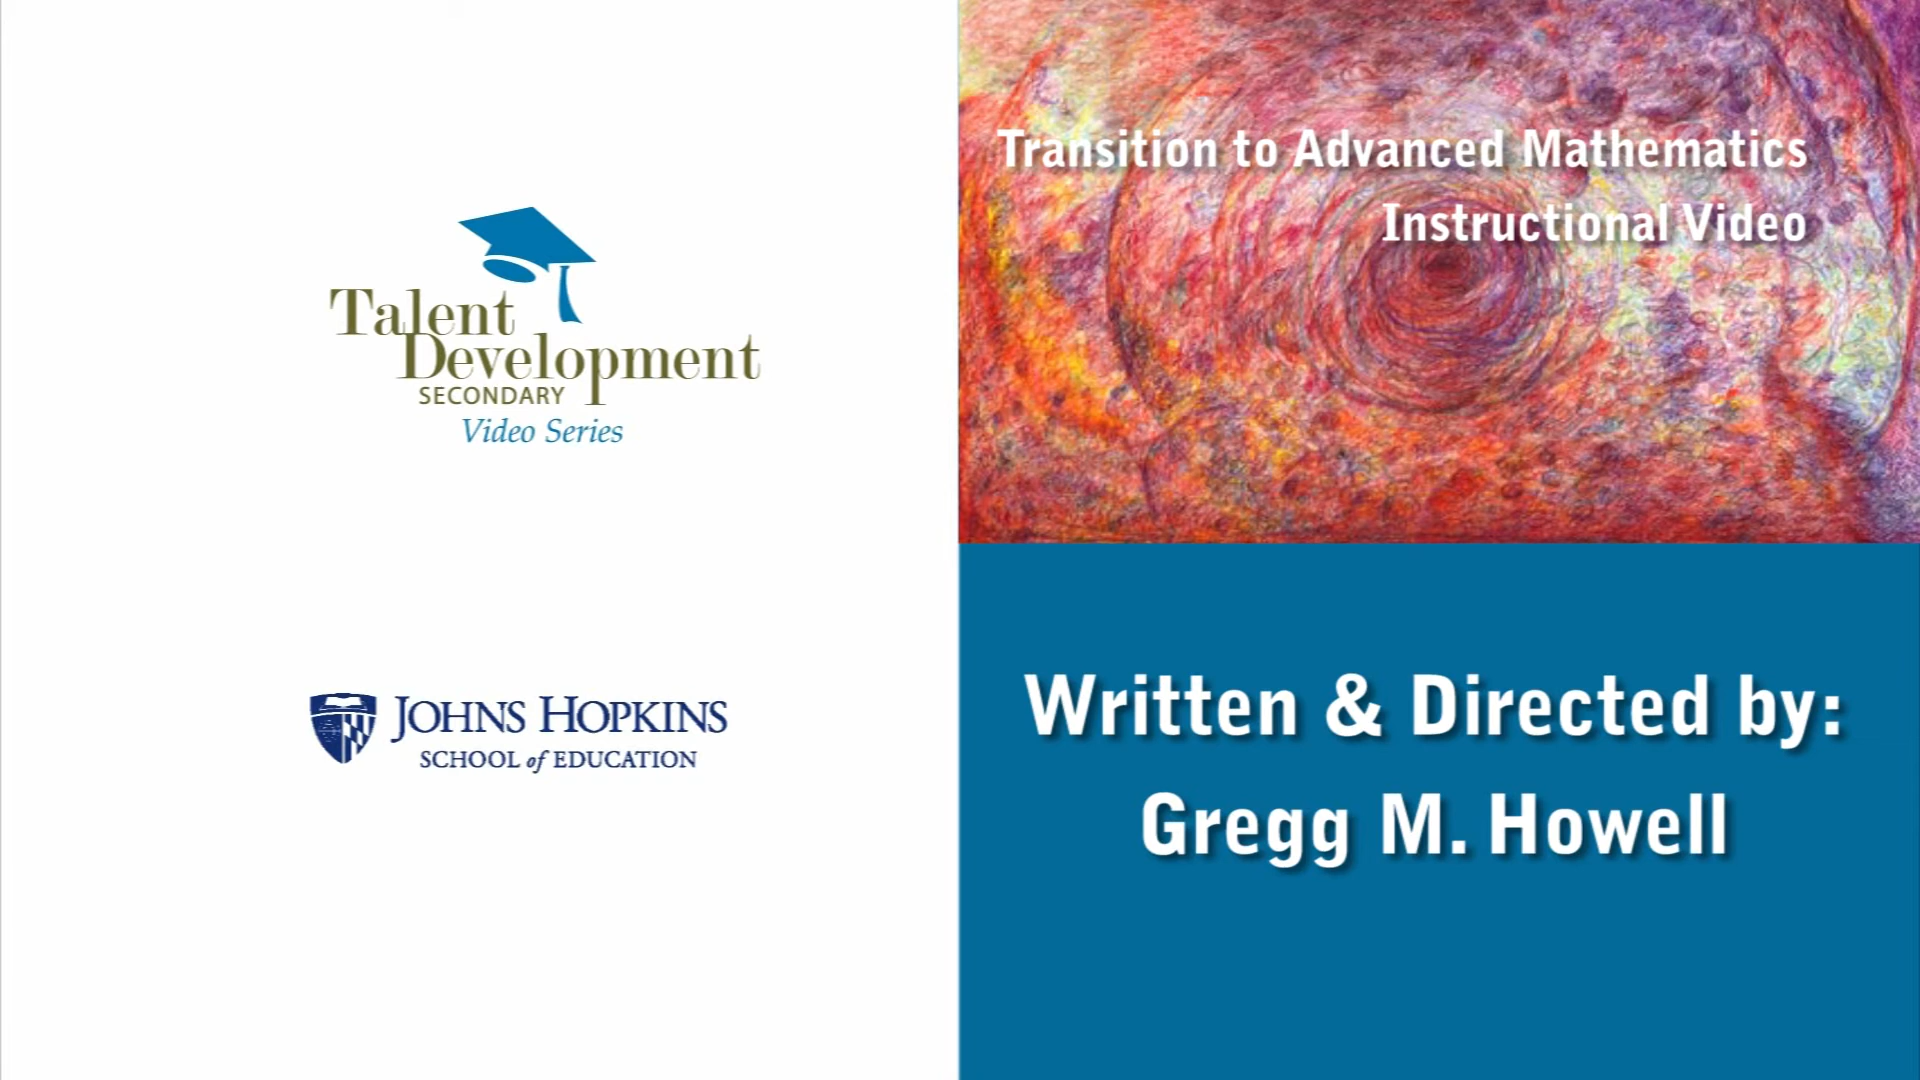 Talent
Development
SECONDARY
Video Series
JOHNS HOPKINS
SCHOOL of EDUCATION
Transition to Advanced Mathematics
Instructional Video
Written & Directed by:
Gregg M. Howell